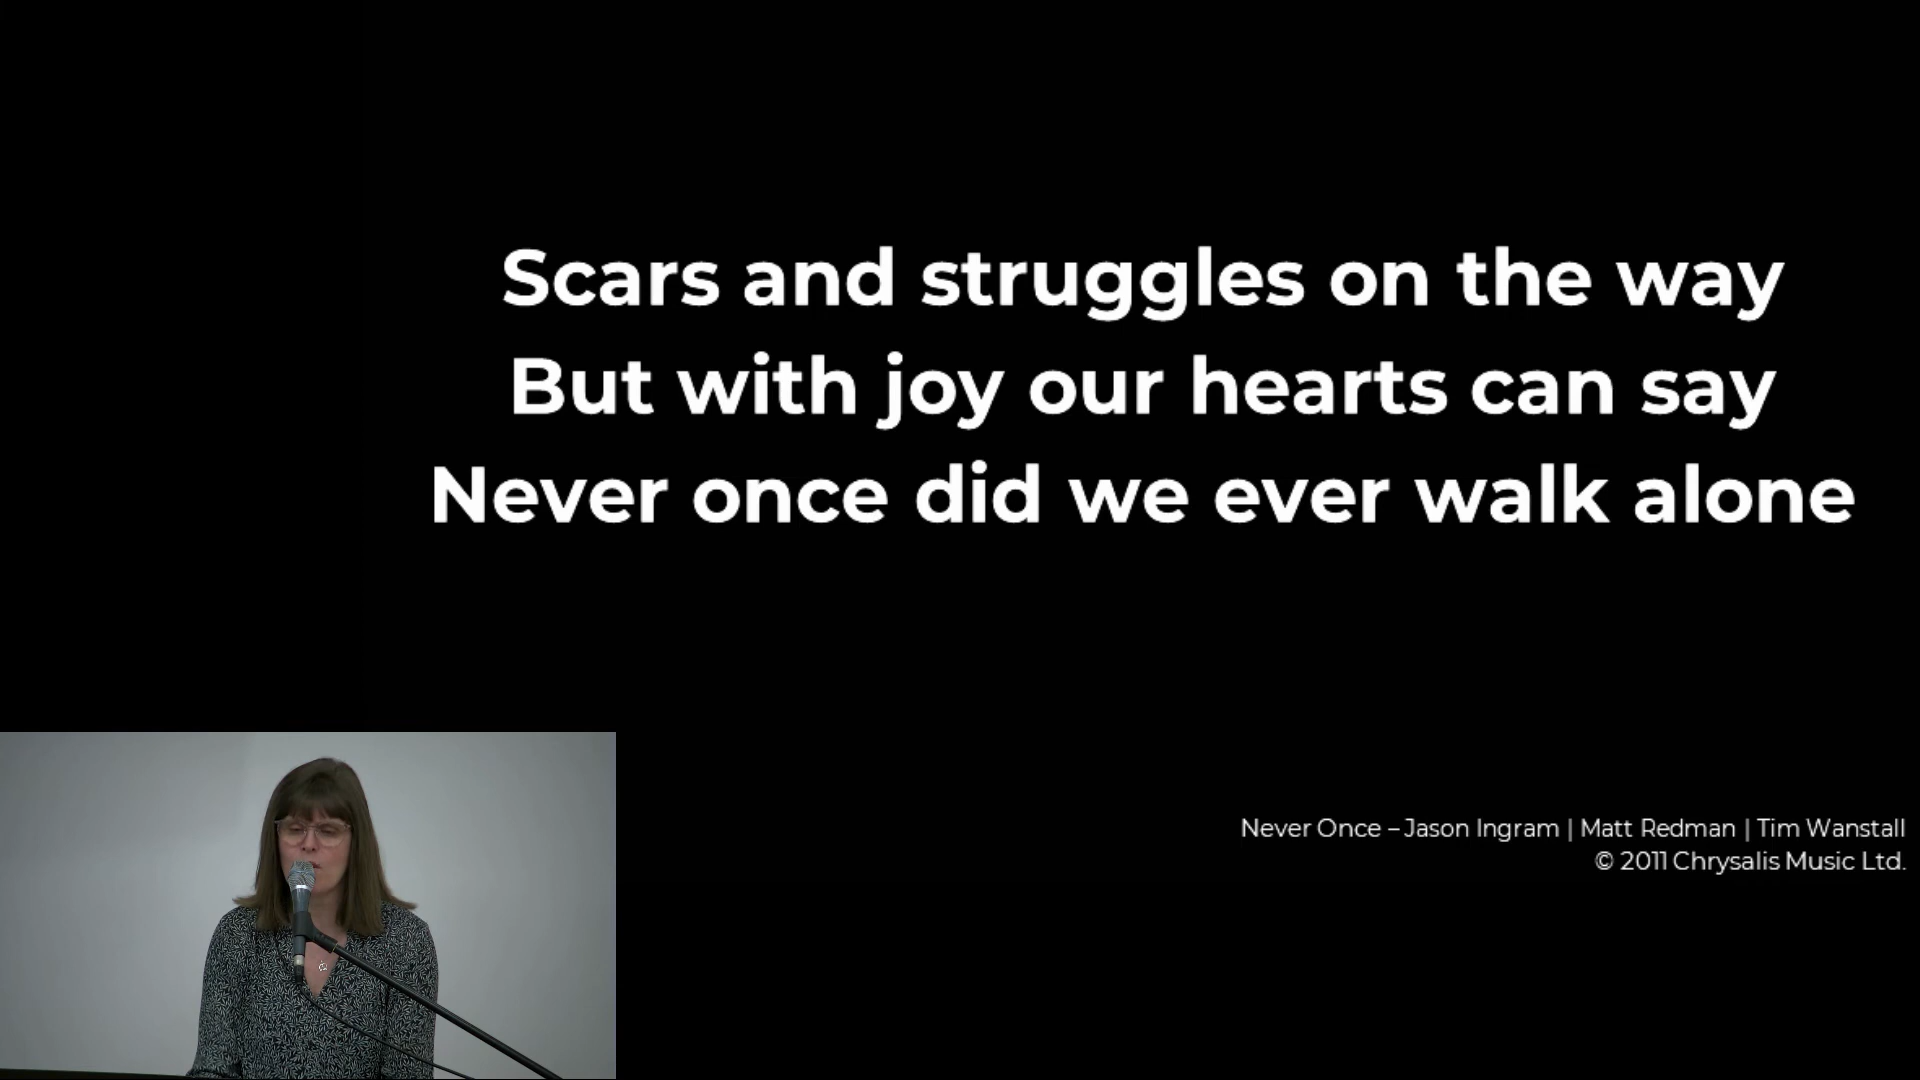 Scars and struggles on the way
But with joy our hearts can say
Never once did we ever walk alone
Never Once – Jason Ingram | Matt Redman | Tim Wanstall
© 2011 Chrysalis Music Ltd.